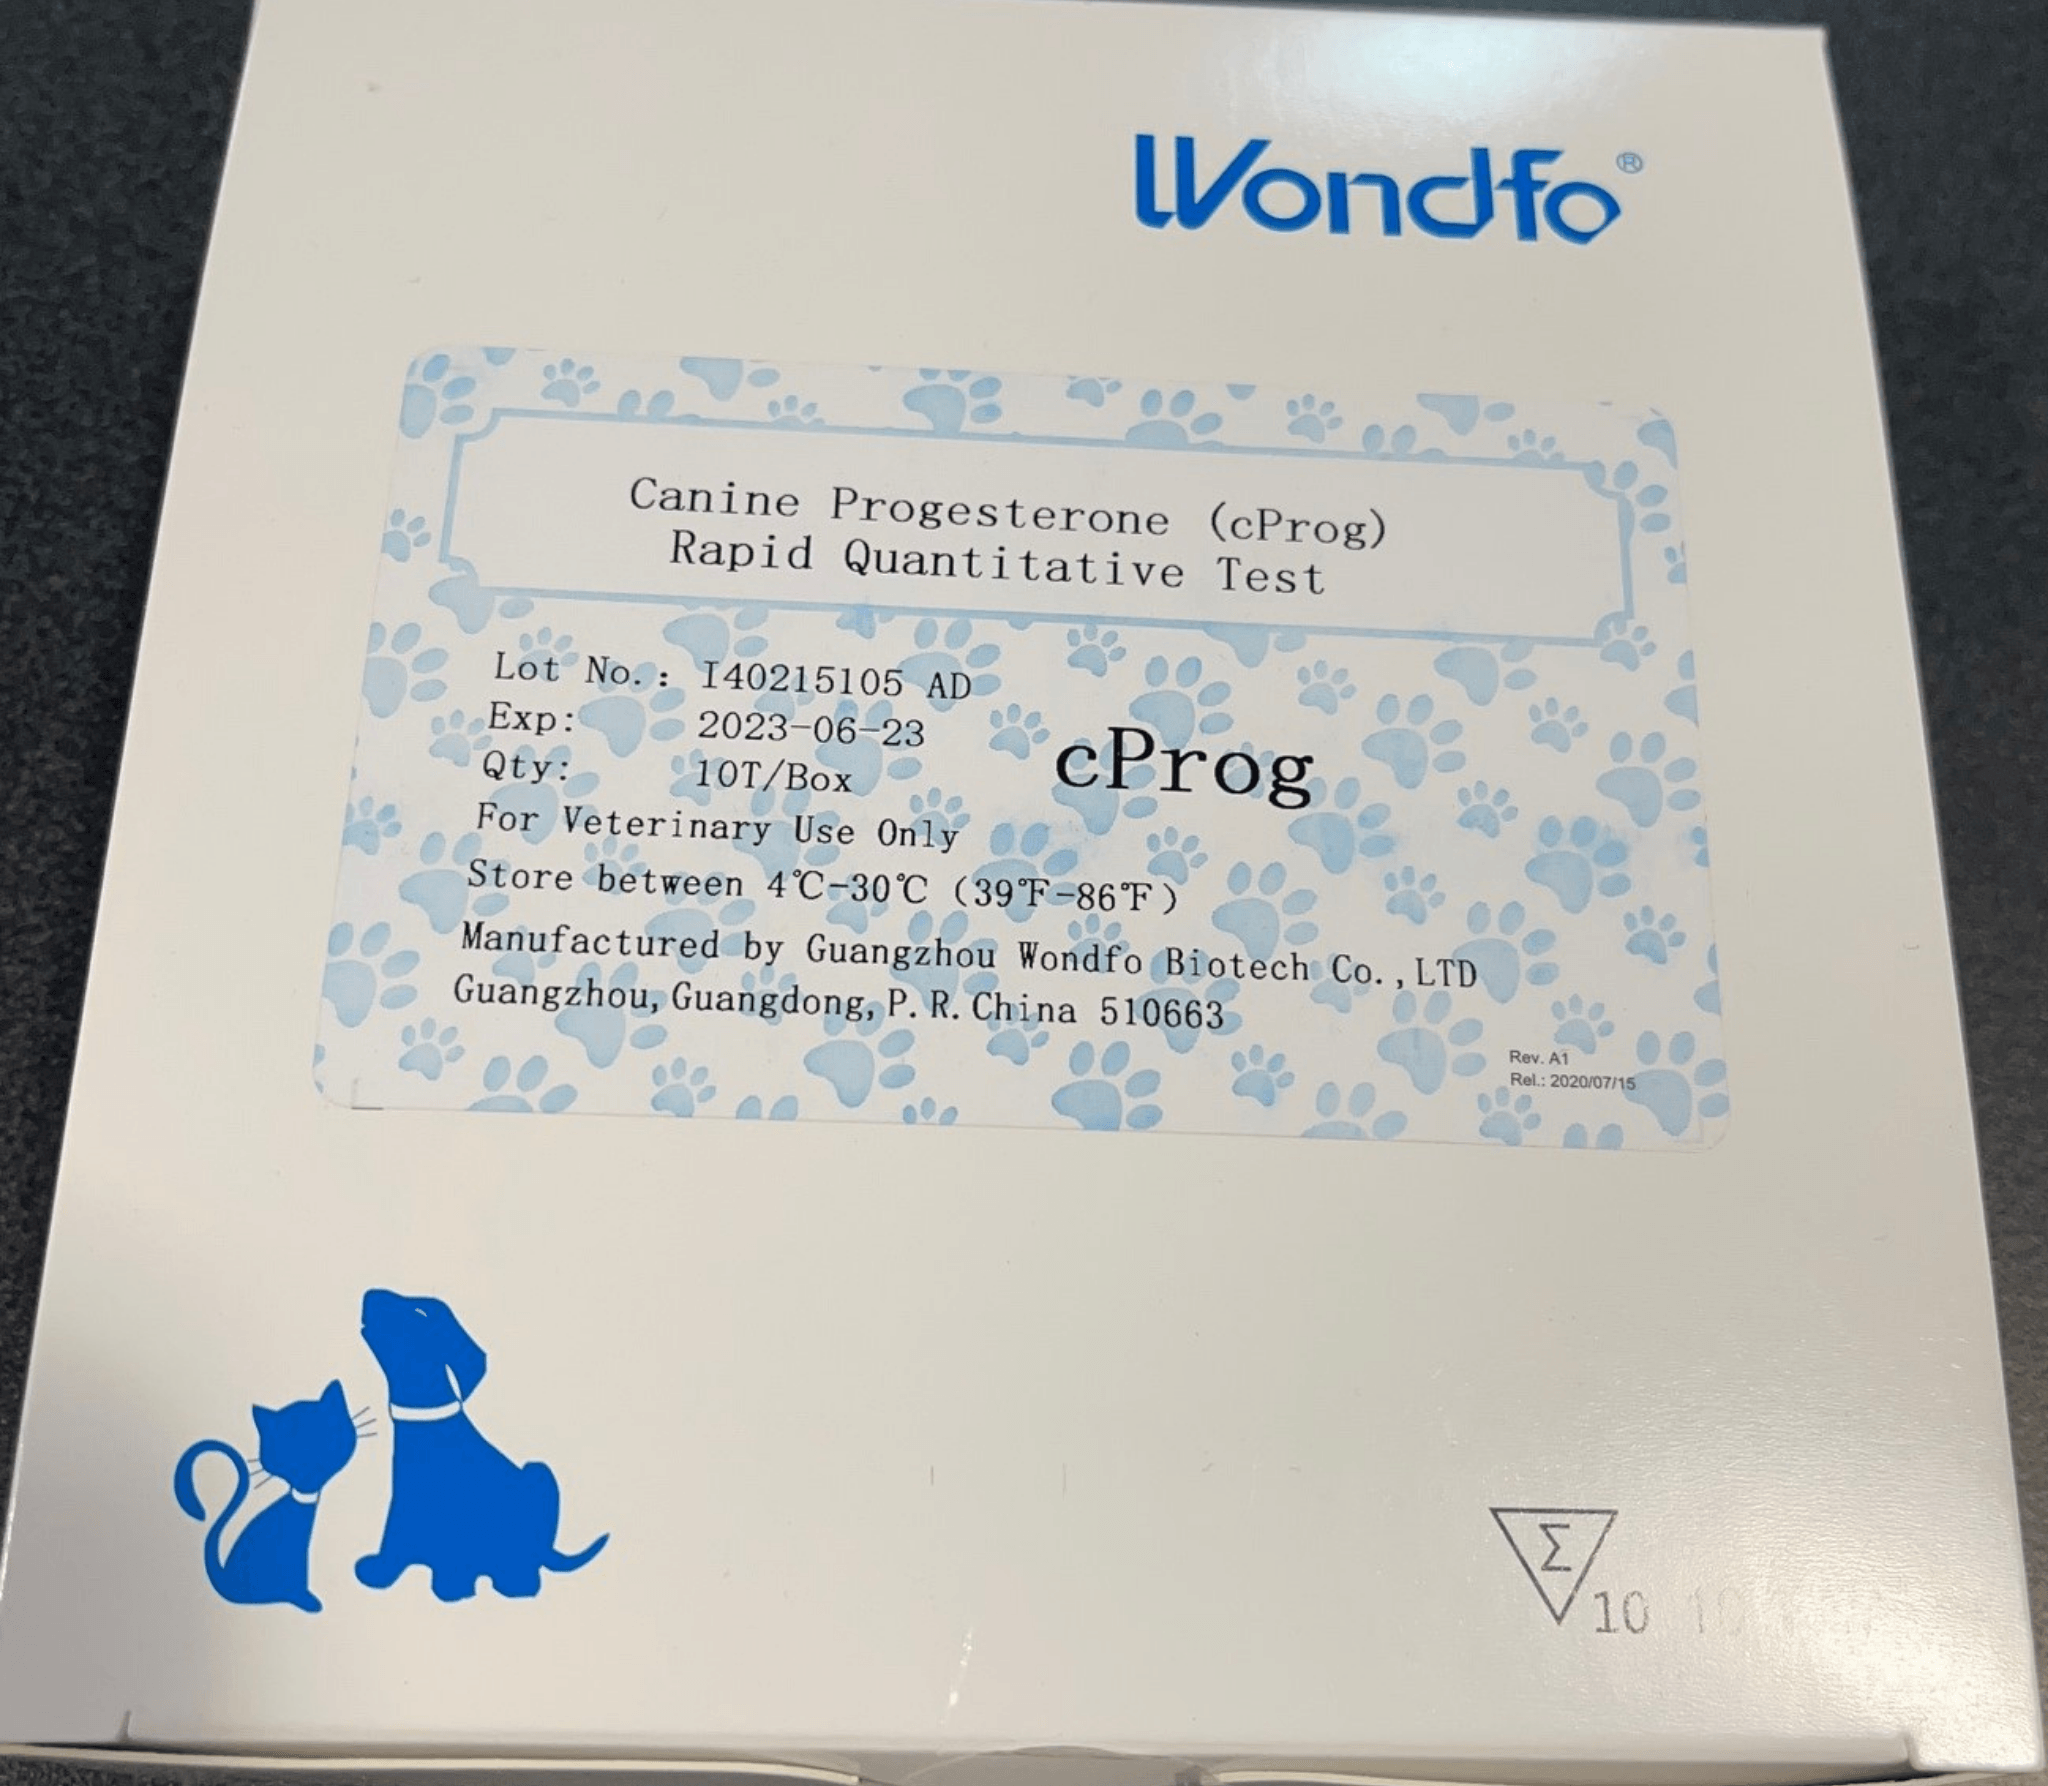 Wondfo®
Canine Progesterone (cProg)
Rapid Quantitative Test
Lot No.: I40215105 AD
Exp: 2023-06-23
Qty: 10T/Box
cProg
For Veterinary Use Only
Store between 4℃-30℃ (39℉-86℉)
Manufactured by Guangzhou Wondfo Biotech Co.,LTD
Guangzhou, Guangdong, P. R. China 510663
Rev. A1
Rel.: 2020/07/15
Σ
10